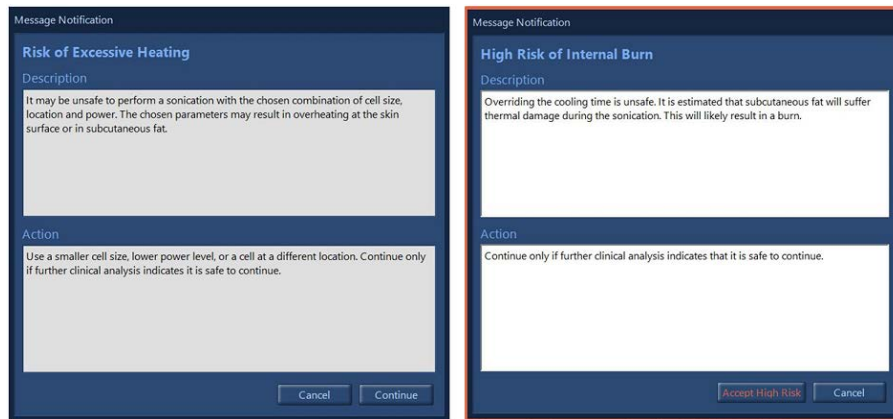 Message Notification
Risk of Excessive Heating
Description
It may be unsafe to perform a sonication with the chosen combination of cell size,
location and power. The chosen parameters may result in overheating at the skin
surface or in subcutaneous fat.
Action
Use a smaller cell size, lower power level, or a cell at a different location. Continue only
if further clinical analysis indicates it is safe to continue.
Cancel
Continue
Message Notification
High Risk of Internal Burn
Description
Overriding the cooling time is unsafe. It is estimated that subcutaneous fat will suffer
thermal damage during the sonication. This will likely result in a burn.
Action
Continue only if further clinical analysis indicates that it is safe to continue.
Accept High Risk
Cancel